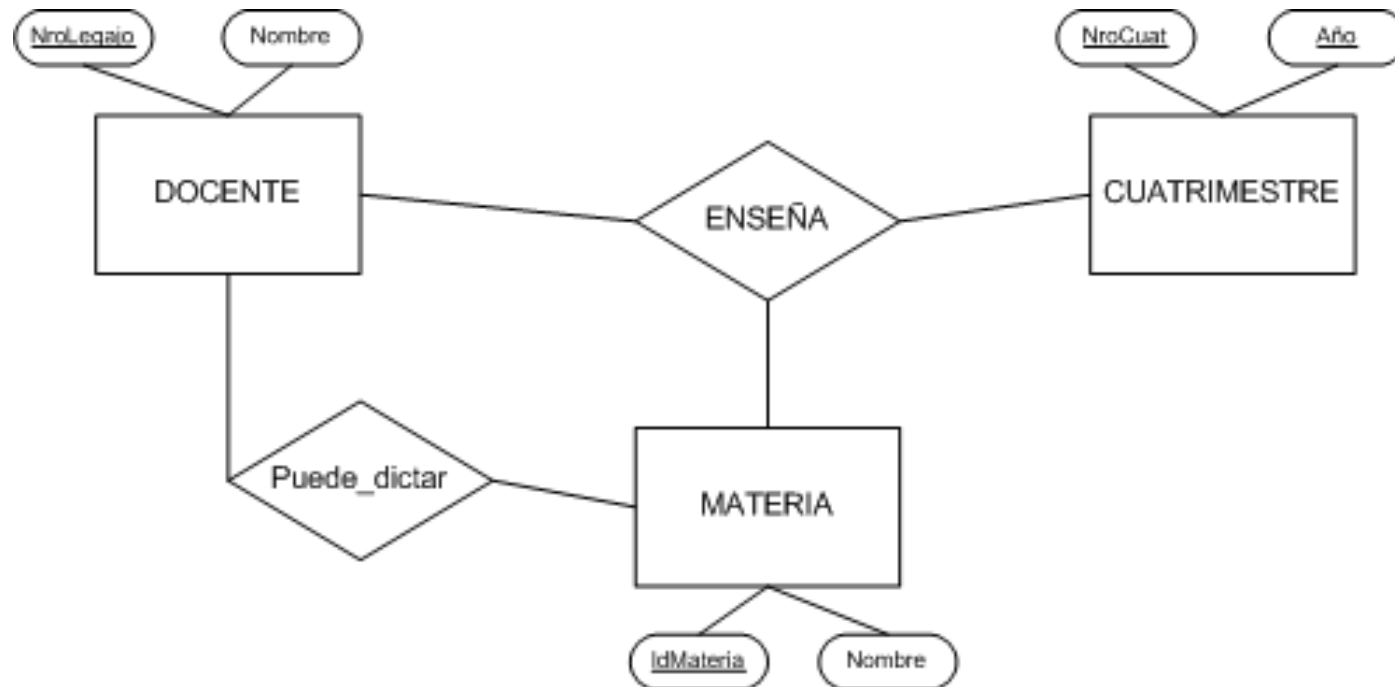 NroLegajo
Nombre
NroCuat
Año
DOCENTE
ENSEÑA
CUATRIMESTRE
Puede_dictar
MATERIA
IdMateria
Nombre